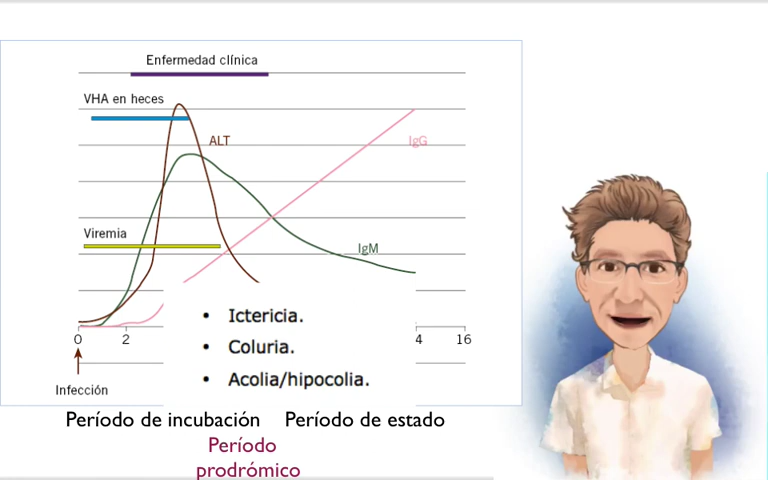 Enfermedad clínica
VHA en heces
ALT
IgG
Viremia
IgM
• Ictericia.
• Coluria.
• Acolia/hipocolia.
0 2 4 16
Infección
Período de incubación Período de estado
Período
prodrómico